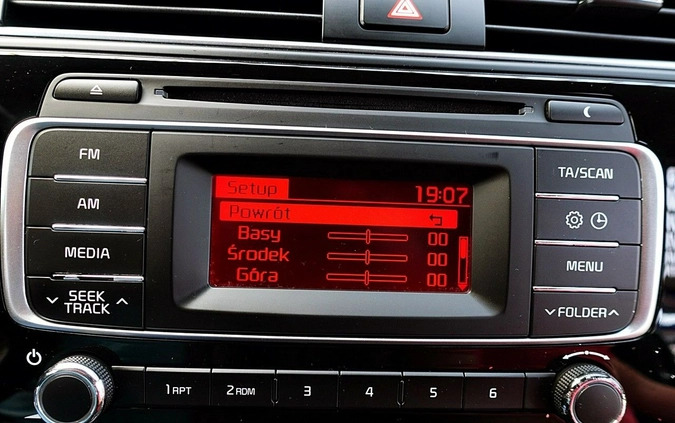 FM
AM
MEDIA
SEEK
TRACK
Setup 19:07
Powrót
Basy 00
Środek 00
Góra 00
TA/SCAN
MENU
FOLDER
1 RPT
2 RDM
3
4
5
6